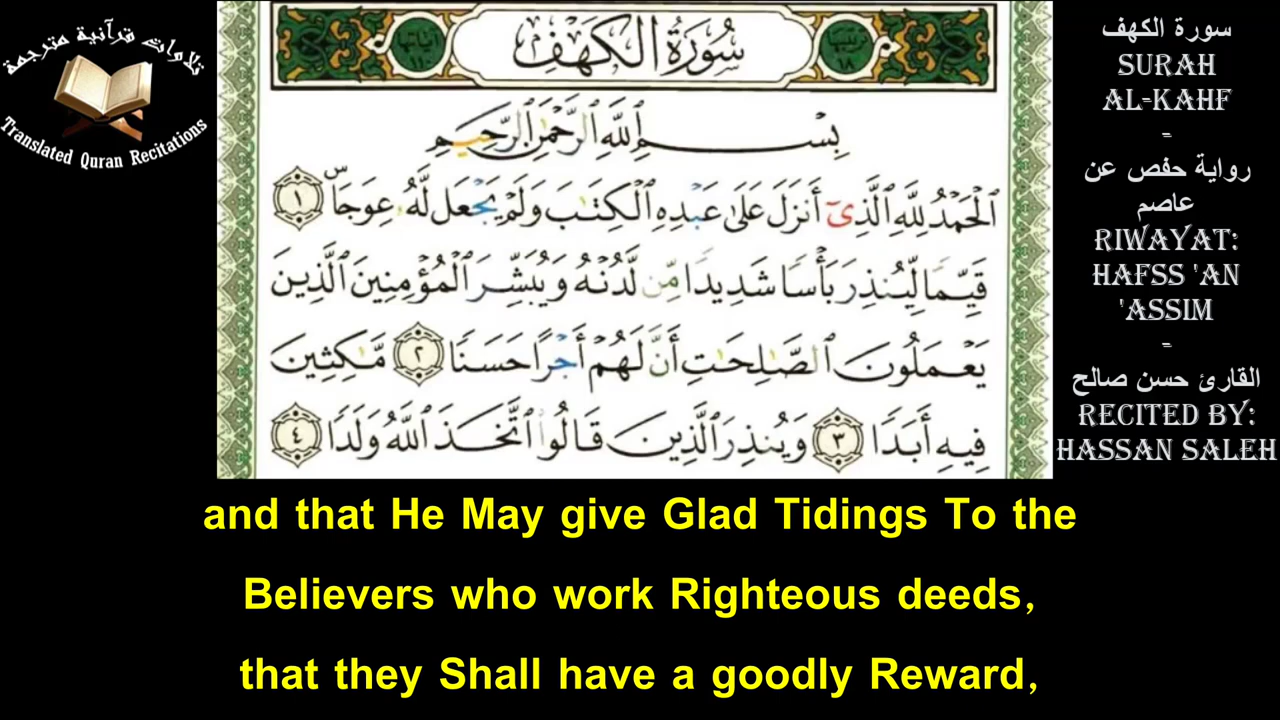 تلاوات قرآنية مترجمة
Translated Quran Recitations
آياتها ١١٠
سُورَةُ الكَهْفِ
ترتيبها ١٨
بِسْمِ ٱللَّهِ ٱلرَّحْمَٰنِ ٱلرَّحِيمِ
ٱلْحَمْدُ لِلَّهِ ٱلَّذِىٓ أَنزَلَ عَلَىٰ عَبْدِهِ ٱلْكِتَٰبَ وَلَمْ يَجْعَل لَّهُۥ عِوَجَاۜ ١
قَيِّمًا لِّيُنذِرَ بَأْسًا شَدِيدًا مِّن لَّدُنْهُ وَيُبَشِّرَ ٱلْمُؤْمِنِينَ ٱلَّذِينَ
يَعْمَلُونَ ٱلصَّٰلِحَٰتِ أَنَّ لَهُمْ أَجْرًا حَسَنًا ٢ مَّٰكِثِينَ
فِيهِ أَبَدًا ٣ وَيُنذِرَ ٱلَّذِينَ قَالُوا۟ ٱتَّخَذَ ٱللَّهُ وَلَدًا ٤
سورة الكهف
SURAH
AL-KAHF
-
رواية حفص عن
عاصم
RIWAYAT:
HAFSS 'AN
'ASSIM
-
القارئ حسن صالح
RECITED BY:
HASSAN SALEH
and that He May give Glad Tidings To the
Believers who work Righteous deeds,
that they Shall have a goodly Reward,